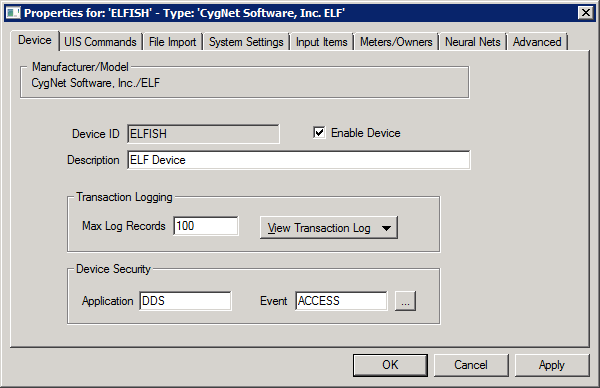 Properties for: 'ELFISH' - Type: 'CygNet Software, Inc. ELF'
Device UIS Commands File Import System Settings Input Items Meters/Owners Neural Nets Advanced
Manufacturer/Model
CygNet Software, Inc./ELF
Device ID ELFISH Enable Device
Description ELF Device
Transaction Logging
Max Log Records 100 View Transaction Log
Device Security
Application DDS Event ACCESS ...
OK Cancel Apply